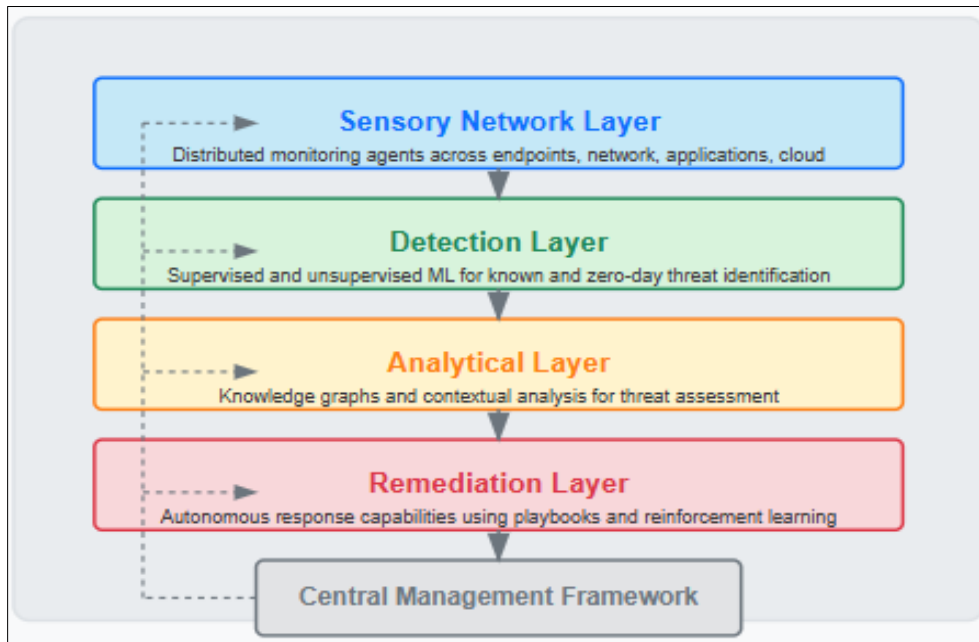 Sensory Network Layer
Distributed monitoring agents across endpoints, network, applications, cloud
Detection Layer
Supervised and unsupervised ML for known and zero-day threat identification
Analytical Layer
Knowledge graphs and contextual analysis for threat assessment
Remediation Layer
Autonomous response capabilities using playbooks and reinforcement learning
Central Management Framework